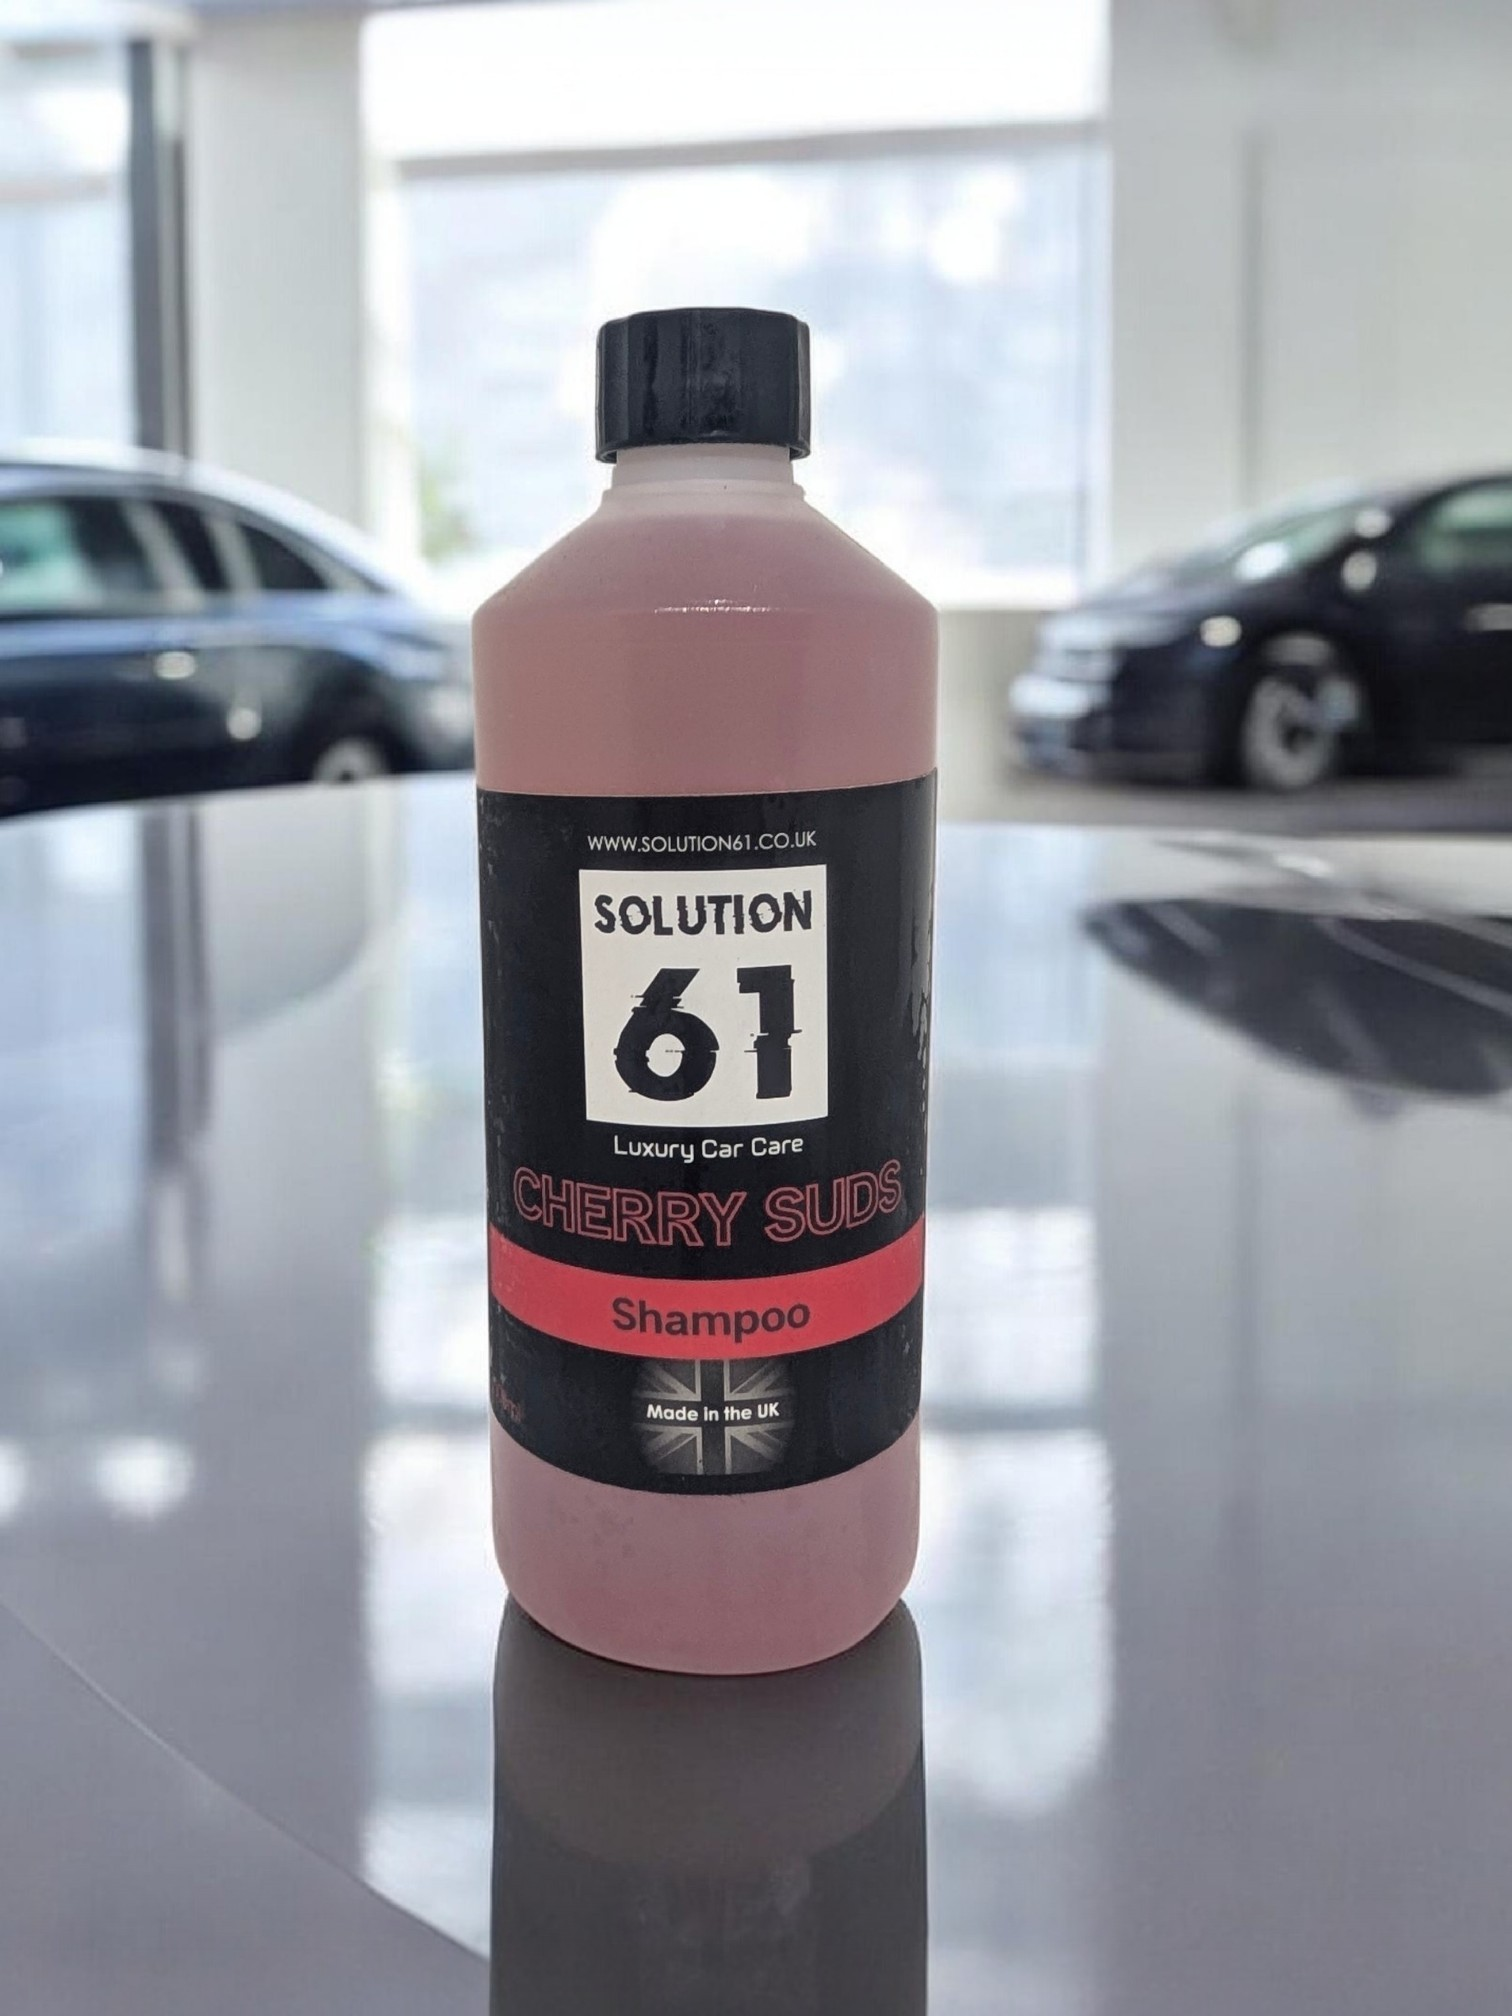 WWW.SOLUTION61.CO.UK
SOLUTION
61
Luxury Car Care
CHERRY SUDS
Shampoo
Made in the UK